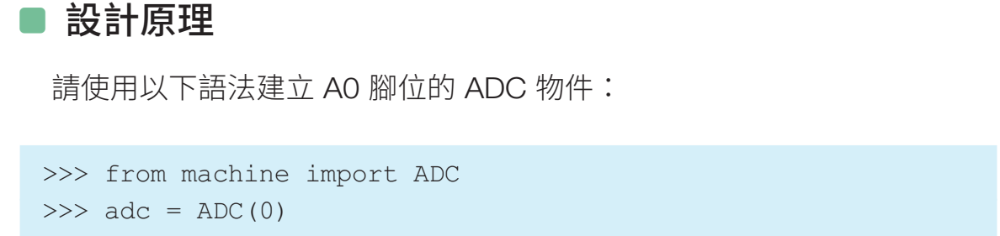 設計原理
請使用以下語法建立 A0 腳位的 ADC 物件：
>>> from machine import ADC
>>> adc = ADC(0)